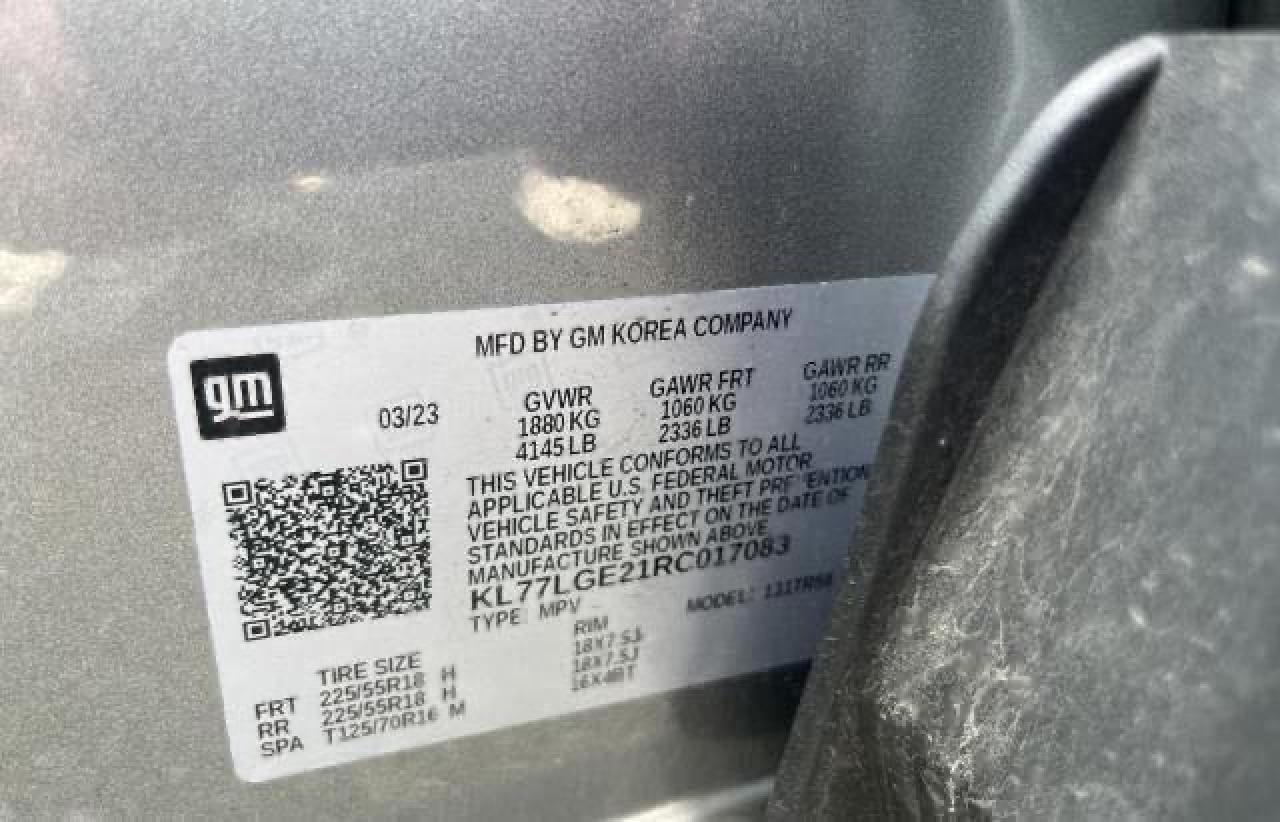 MFD BY GM KOREA COMPANY
gm
03/23
GVWR GAWR FRT GAWR RR
1880 KG 1060 KG 1060 KG
4145 LB 2336 LB 2336 LB
THIS VEHICLE CONFORMS TO ALL
APPLICABLE U.S. FEDERAL MOTOR
VEHICLE SAFETY AND THEFT PREVENTION
STANDARDS IN EFFECT ON THE DATE OF
MANUFACTURE SHOWN ABOVE
KL77LGE21RC017083
TYPE: MPV MODEL:
TIRE SIZE RIM
FRT 225/55R18 H 18X7.5J
RR 225/55R18 H 18X7.5J
SPA T125/70R16 M 16X4BT